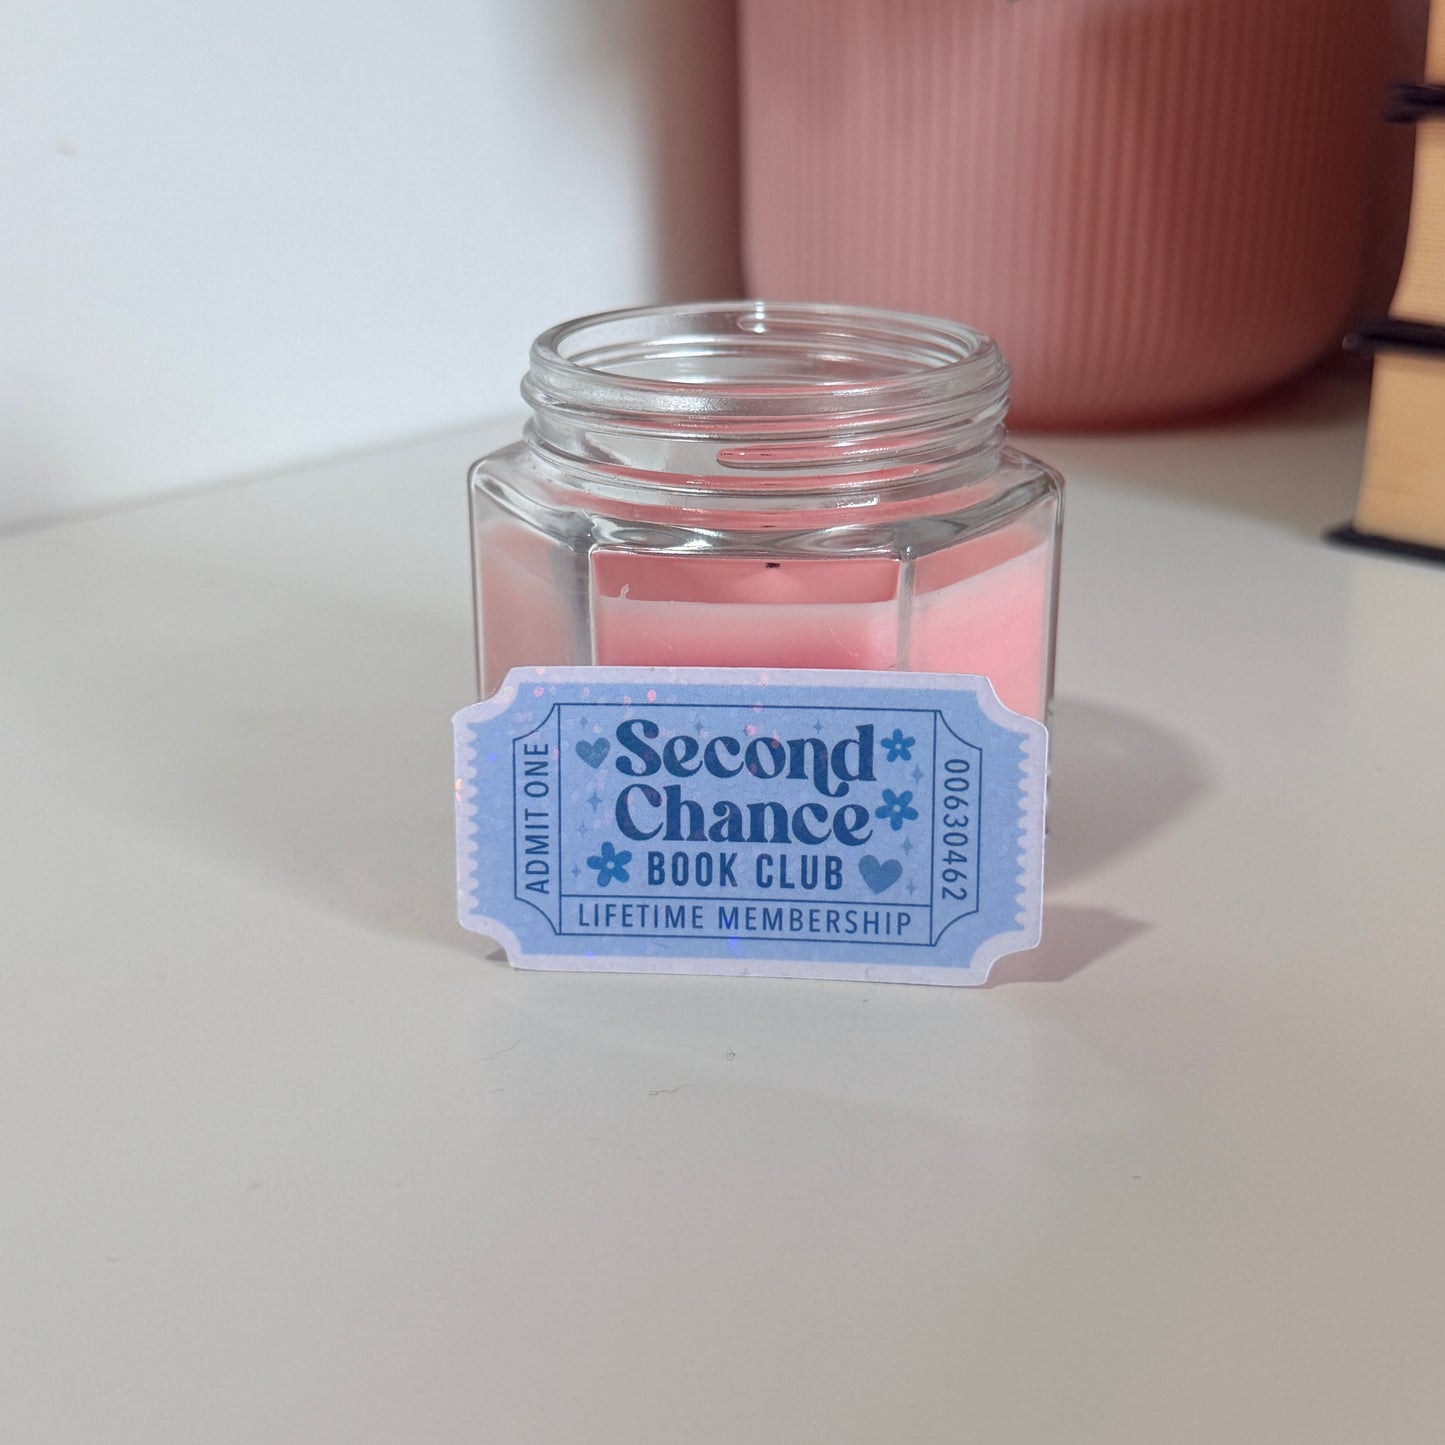 ADMIT ONE
Second
Chance
BOOK CLUB
LIFETIME MEMBERSHIP
00630462